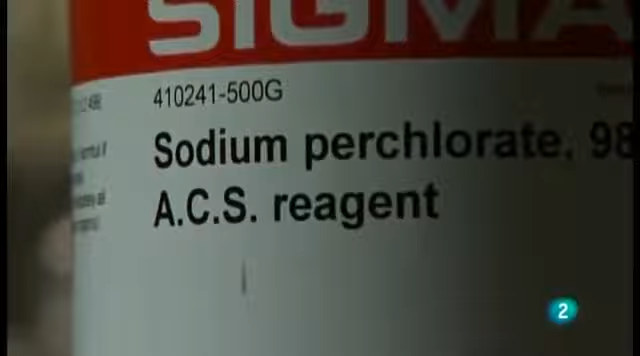 SIGMA
410241-500G
Sodium perchlorate, 98
A.C.S. reagent
2